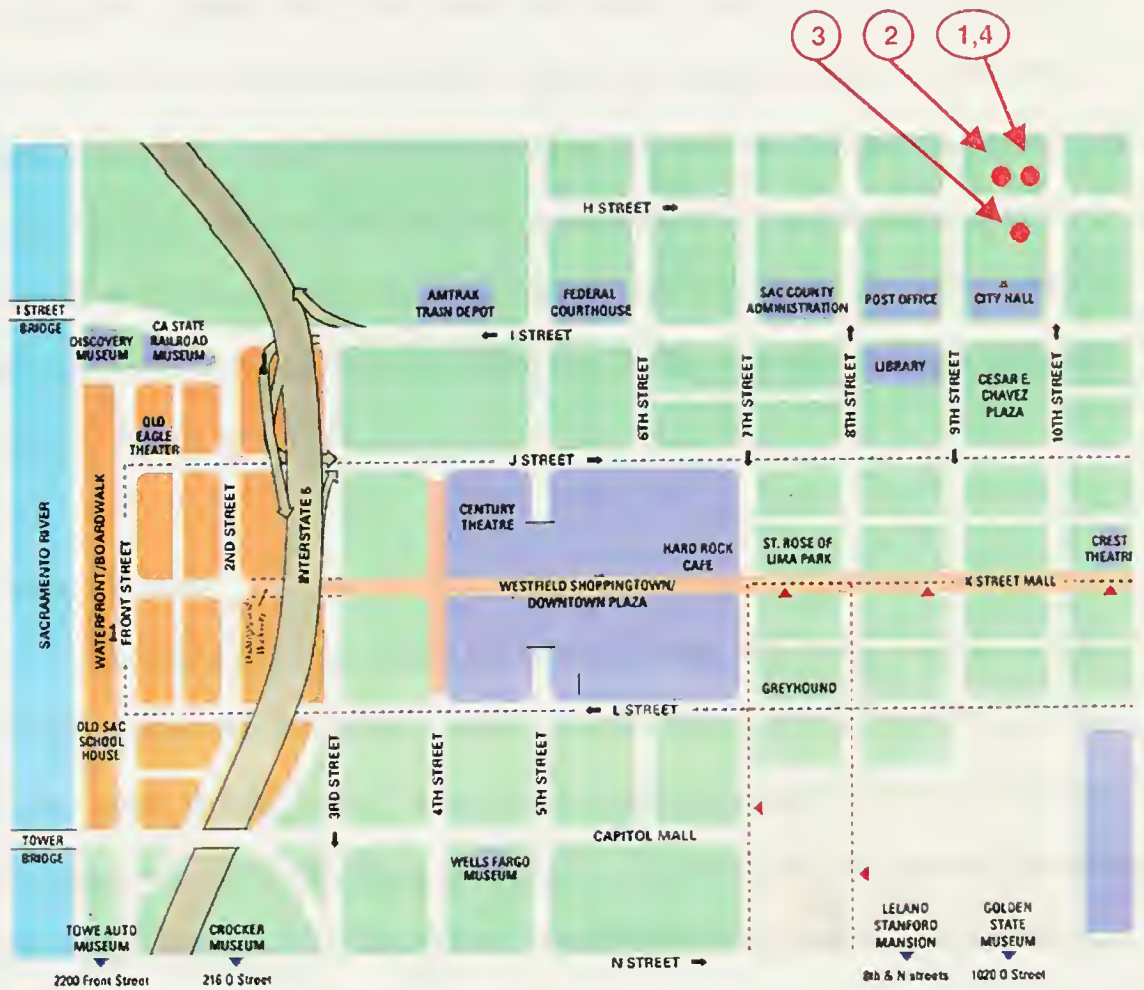 3
2
1,4
H STREET
I STREET
BRIDGE
AMTRAK
TRAIN DEPOT
FEDERAL
COURTHOUSE
SAC COUNTY
ADMINISTRATION
POST OFFICE
CITY HALL
I STREET
DISCOVERY
MUSEUM
CA STATE
RAILROAD
MUSEUM
LIBRARY
CESAR E.
CHAVEZ
PLAZA
6TH STREET
7TH STREET
8TH STREET
9TH STREET
10TH STREET
OLD
EAGLE
THEATER
J STREET
SACRAMENTO RIVER
WATERFRONT/BOARDWALK
FRONT STREET
2ND STREET
INTERSTATE 5
CENTURY
THEATRE
HARD ROCK
CAFE
ST. ROSE OF
LIMA PARK
CREST
THEATRE
K STREET MALL
WESTFIELD SHOPPINGTOWN/
DOWNTOWN PLAZA
Underground
Walkway
GREYHOUND
L STREET
OLD SAC
SCHOOL
HOUSE
3RD STREET
4TH STREET
5TH STREET
TOWER
BRIDGE
CAPITOL MALL
WELLS FARGO
MUSEUM
TOWE AUTO
MUSEUM
2200 Front Street
CROCKER
MUSEUM
216 O Street
LELAND
STANFORD
MANSION
8th & N streets
GOLDEN
STATE
MUSEUM
1020 O Street
N STREET